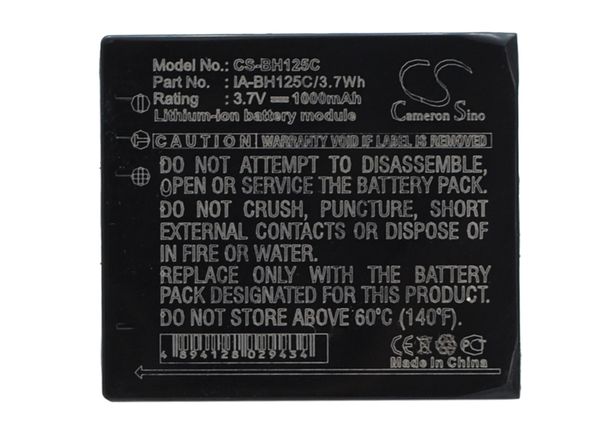 Model No.: CS-BH125C
Part No.: IA-BH125C/3.7Wh
Rating: 3.7V 1000mAh
Lithium-ion battery module
CS
Cameron Sino
CAUTION WARRANTY VOID IF TAMPERED
DO NOT ATTEMPT TO DISASSEMBLE,
OPEN OR SERVICE THE BATTERY PACK.
DO NOT CRUSH, PUNCTURE, SHORT
EXTERNAL CONTACTS OR DISPOSE OF
IN FIRE OR WATER.
REPLACE ONLY WITH THE BATTERY
PACK DESIGNATED FOR THIS PRODUCT.
DO NOT STORE ABOVE 60°C (140°F).
4 894128 029434
Made in China